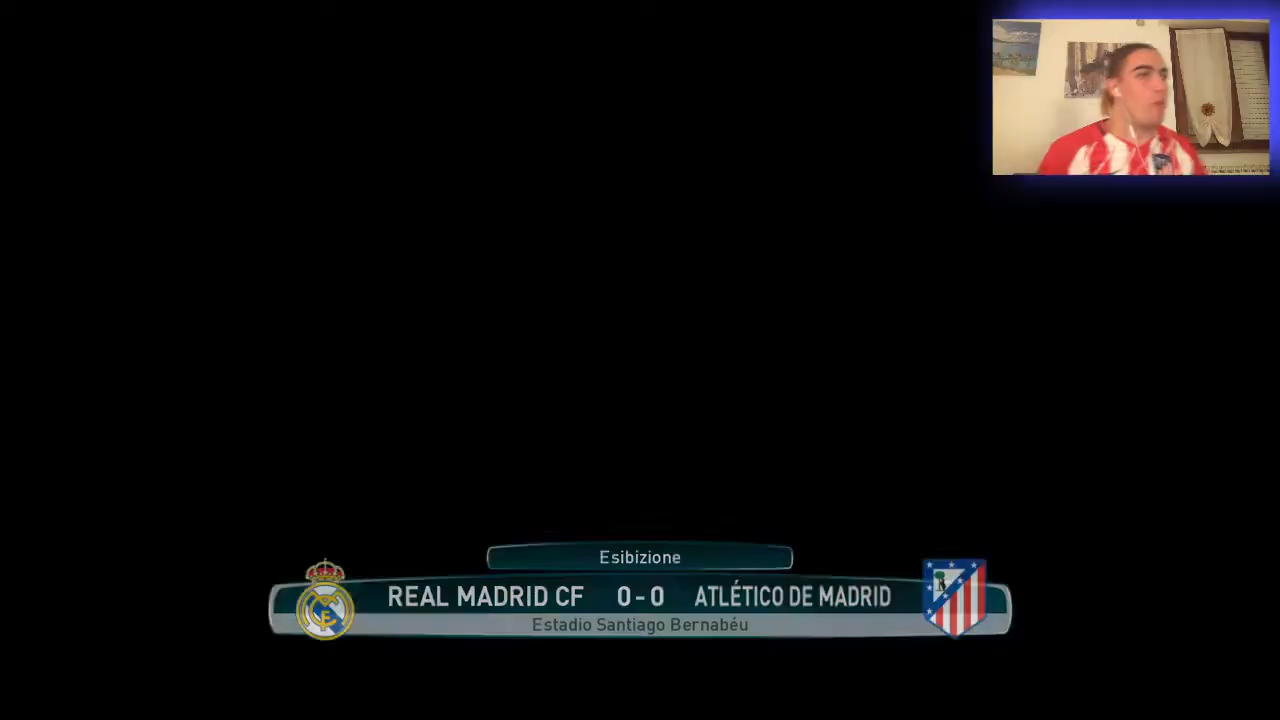 Esibizione
REAL MADRID CF 0-0 ATLÉTICO DE MADRID
Estadio Santiago Bernabéu